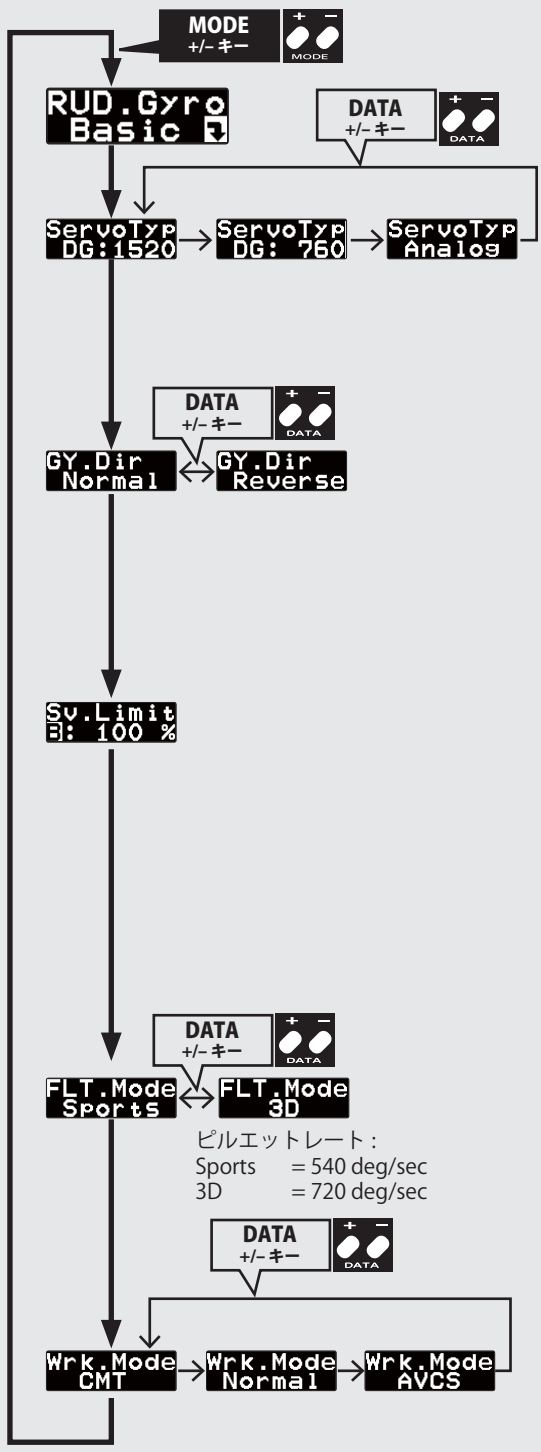 MODE
+/– キー
+ −
MODE
RUD.Gyro
Basic
DATA
+/– キー
+ −
DATA
ServoTyp
DG:1520
ServoTyp
DG: 760
ServoTyp
Analog
DATA
+/– キー
+ −
DATA
GY.Dir
Normal
GY.Dir
Reverse
Sv.Limit
B: 100 %
DATA
+/– キー
+ −
DATA
FLT.Mode
Sports
FLT.Mode
3D
ピルエットレート :
Sports = 540 deg/sec
3D = 720 deg/sec
DATA
+/– キー
+ −
DATA
Wrk.Mode
CMT
Wrk.Mode
Normal
Wrk.Mode
AVCS